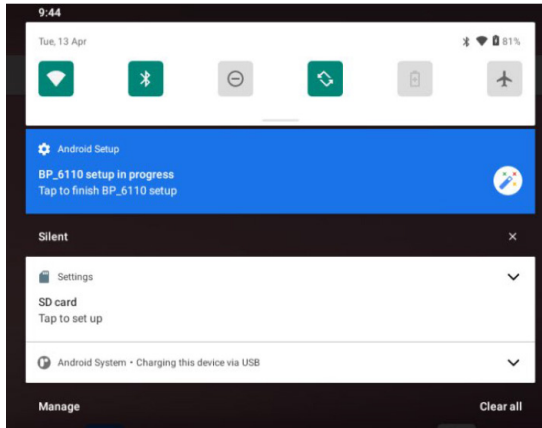 9:44
Tue, 13 Apr
81%
Android Setup
BP_6110 setup in progress
Tap to finish BP_6110 setup
Silent
Settings
SD card
Tap to set up
Android System • Charging this device via USB
Manage
Clear all